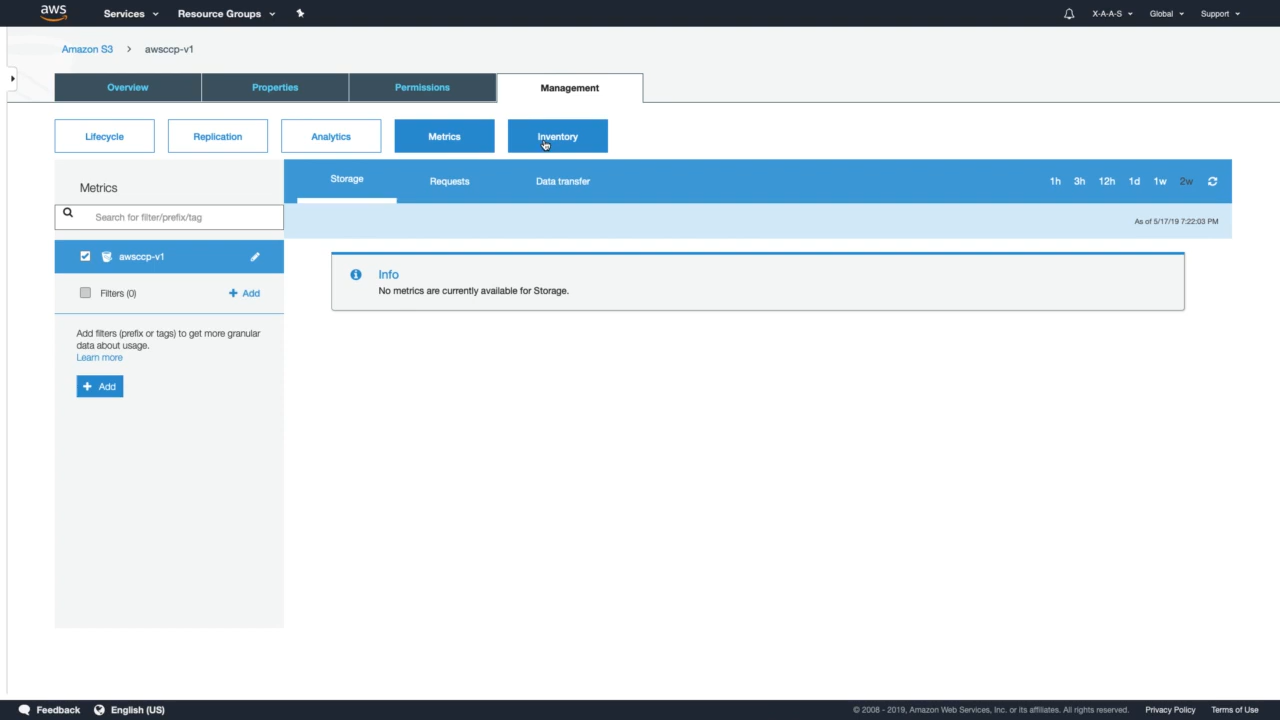 aws Services Resource Groups X-A-A-S Global Support
Amazon S3 > awsccp-v1
Overview Properties Permissions Management
Lifecycle Replication Analytics Metrics Inventory
Metrics
Search for filter/prefix/tag
awsccp-v1
Filters (0) + Add
Add filters (prefix or tags) to get more granular
data about usage.
Learn more
+ Add
Storage Requests Data transfer 1h 3h 12h 1d 1w 2w
As of 5/17/19 7:22:03 PM
Info
No metrics are currently available for Storage.
Feedback English (US) © 2008 - 2019, Amazon Web Services, Inc. or its affiliates. All rights reserved. Privacy Policy Terms of Use